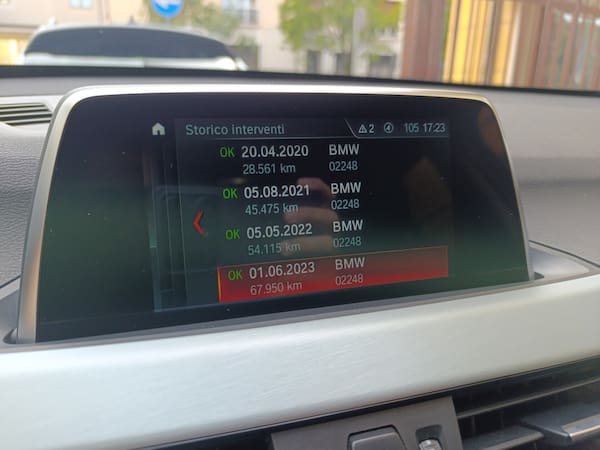 Storico interventi 2 105 17:23
OK 20.04.2020 BMW
28.561 km 02248
OK 05.08.2021 BMW
45.475 km 02248
OK 05.05.2022 BMW
54.115 km 02248
OK 01.06.2023 BMW
67.950 km 02248